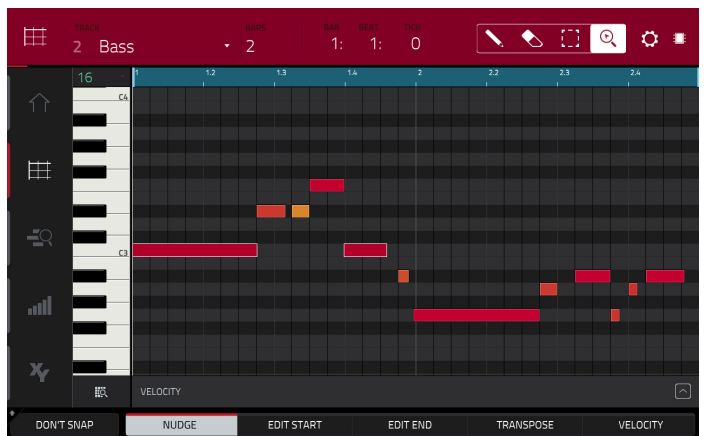 TRACK BARS BAR BEAT TICK
2 Bass 2 1: 1: 0
16 1 1.2 1.3 1.4 2 2.2 2.3 2.4
C4
C3
XY
VELOCITY
DON'T SNAP NUDGE EDIT START EDIT END TRANSPOSE VELOCITY